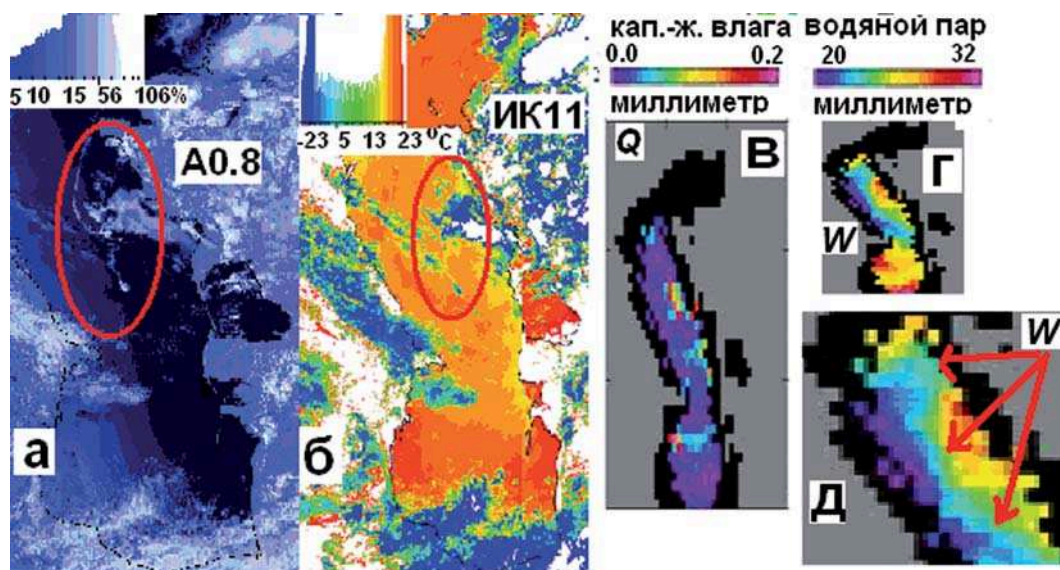 5 10 15 56 106%
А0.8
а
-23 5 13 23 °C
ИК11
б
кап.-ж. влага
0.0 0.2
миллиметр
Q
В
водяной пар
20 32
миллиметр
Г
W
W
Д